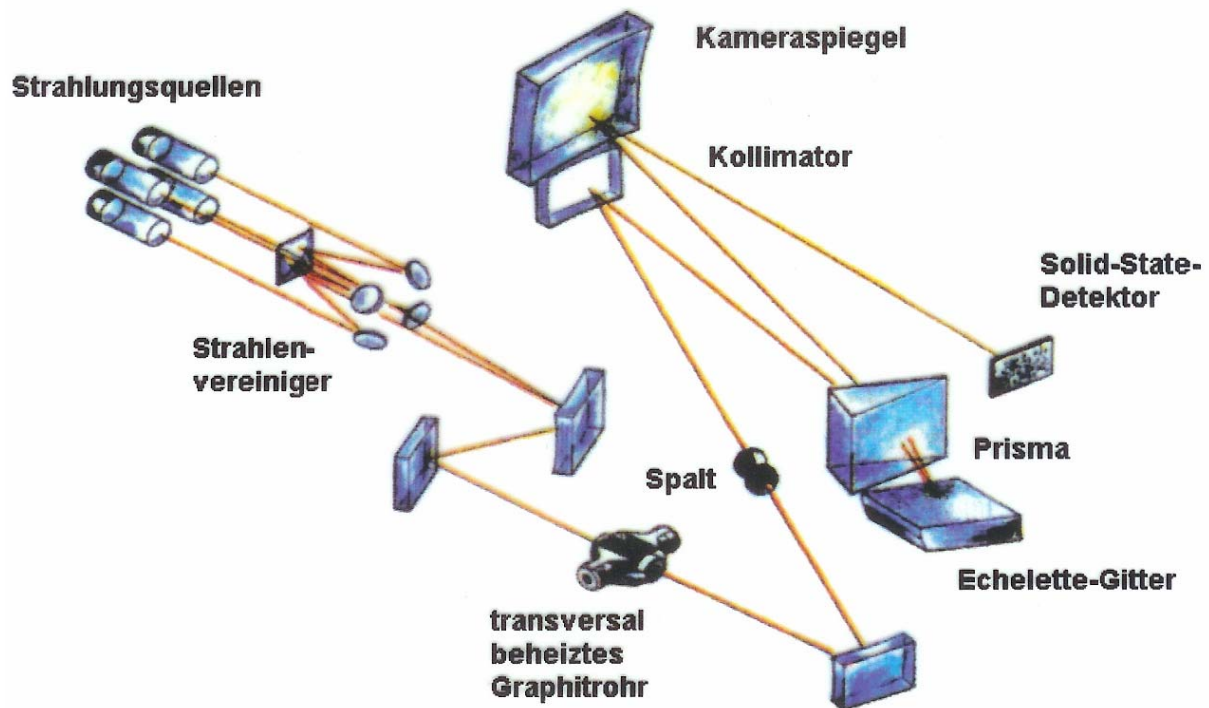 Kameraspiegel
Strahlungsquellen
Kollimator
Solid-State-
Detektor
Strahlen-
vereiniger
Prisma
Spalt
Echelette-Gitter
transversal
beheiztes
Graphitrohr